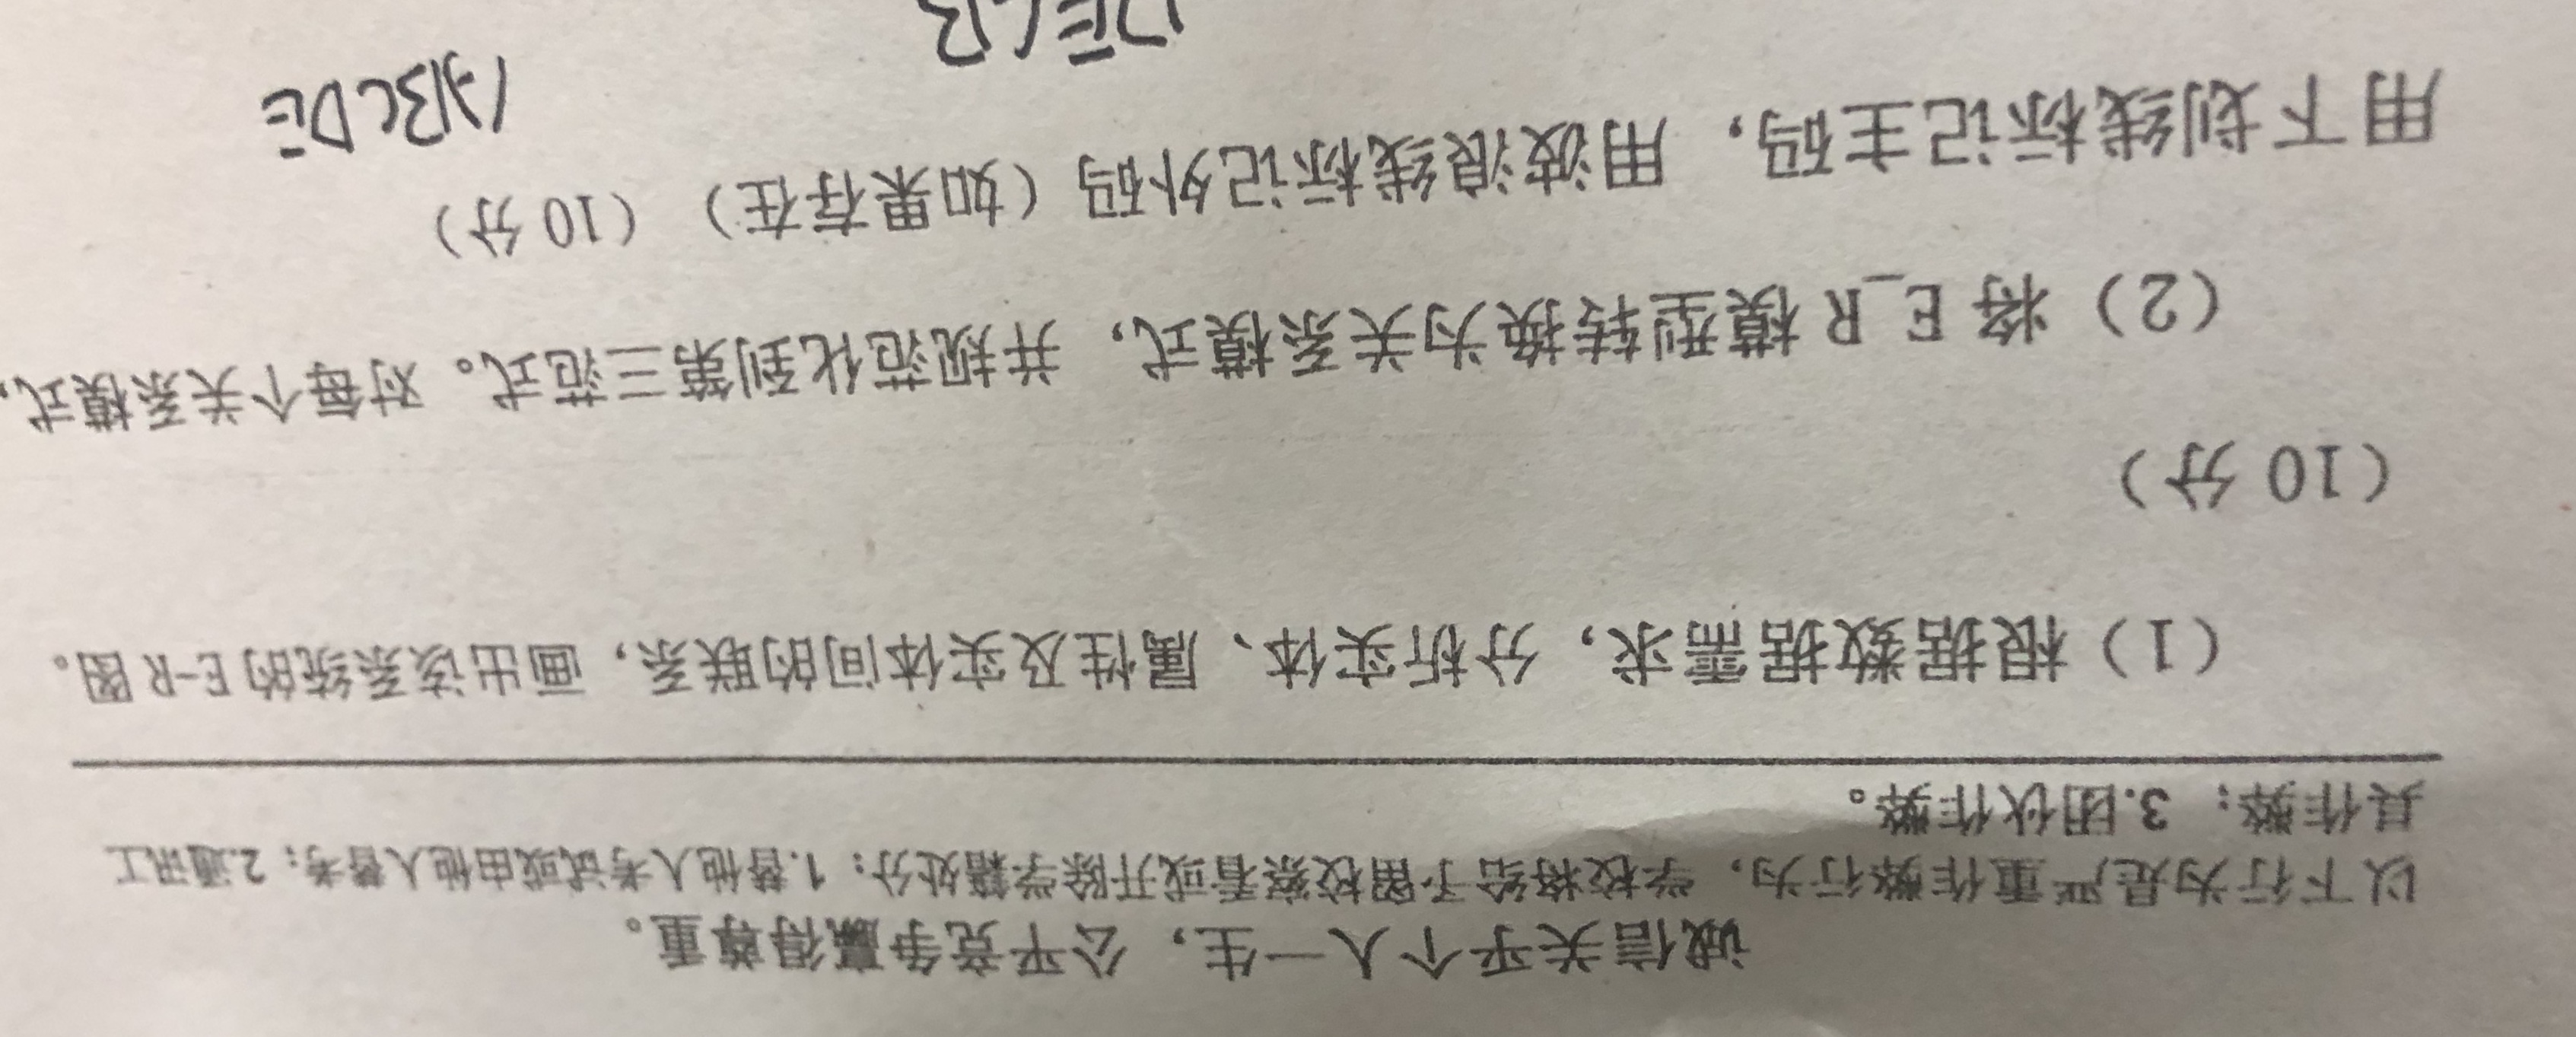 诚信关乎个人一生，公平竞争赢得尊重。
以下行为是严重作弊行为，学校将给予留校察看或开除学籍处分：1.替他人考试或由他人替考；2.通讯工
具作弊；3.团伙作弊。
（1）根据数据需求，分析实体、属性及实体间的联系，画出该系统的 E-R 图。
（10 分）
（2）将 E_R 模型转换为关系模式，并规范化到第三范式。对每个关系模式，
用下划线标记主码，用波浪线标记外码（如果存在）（10 分）
ABCDE